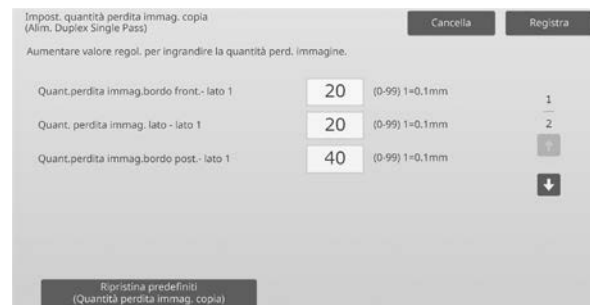 Impost. quantità perdita immag. copia
(Alim. Duplex Single Pass)
Cancella
Registra
Aumentare valore regol. per ingrandire la quantità perd. immagine.
Quant.perdita immag.bordo front.- lato 1
20
(0-99) 1=0.1mm
Quant. perdita immag. lato - lato 1
20
(0-99) 1=0.1mm
Quant.perdita immag.bordo post.- lato 1
40
(0-99) 1=0.1mm
1
2
Ripristina predefiniti
(Quantità perdita immag. copia)